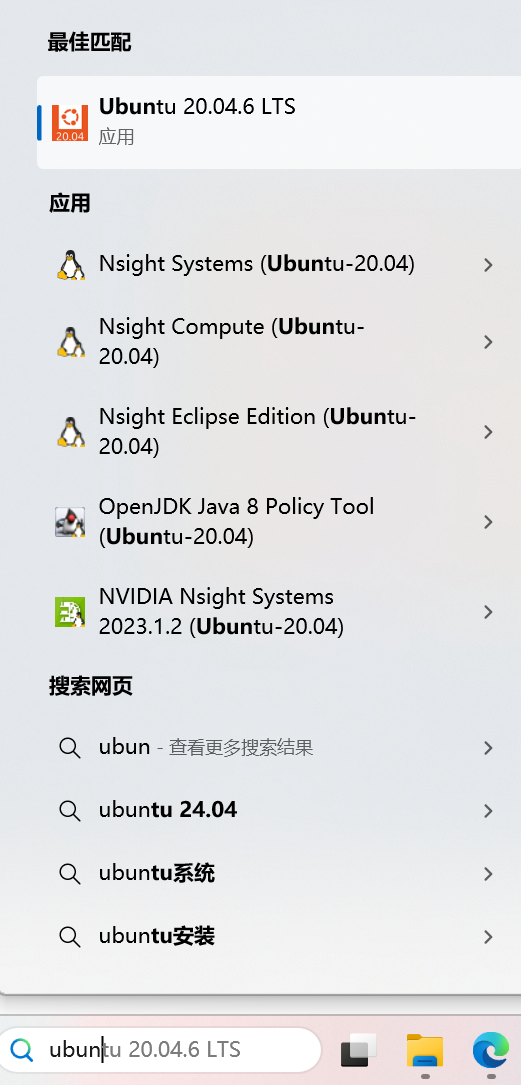 最佳匹配
Ubuntu 20.04.6 LTS
20.04
应用
应用
Nsight Systems (Ubuntu-20.04)
Nsight Compute (Ubuntu-
20.04)
Nsight Eclipse Edition (Ubuntu-
20.04)
OpenJDK Java 8 Policy Tool
(Ubuntu-20.04)
NVIDIA Nsight Systems
2023.1.2 (Ubuntu-20.04)
搜索网页
ubun - 查看更多搜索结果
ubuntu 24.04
ubuntu系统
ubuntu安装
ubuntu 20.04.6 LTS